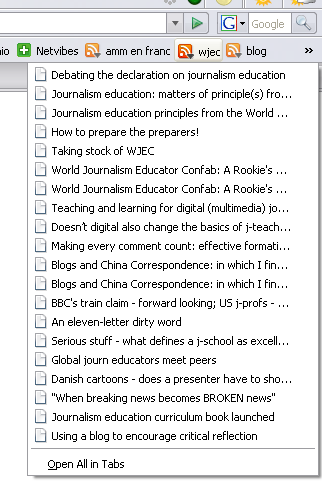 Google
io Netvibes amm en franc wjec blog »
Debating the declaration on journalism education
Journalism education: matters of principle(s) fro...
Journalism education principles from the World ...
How to prepare the preparers!
Taking stock of WJEC
World Journalism Educator Confab: A Rookie's ...
World Journalism Educator Confab: A Rookie's ...
Teaching and learning for digital (multimedia) jo...
Doesn't digital also change the basics of j-teach...
Making every comment count: effective formati...
Blogs and China Correspondence: in which I fin...
Blogs and China Correspondence: in which I fin...
BBC's train claim - forward looking; US j-profs - ...
An eleven-letter dirty word
Serious stuff - what defines a j-school as excell...
Global journ educators meet peers
Danish cartoons - does a presenter have to sho...
"When breaking news becomes BROKEN news"
Journalism education curriculum book launched
Using a blog to encourage critical reflection
Open All in Tabs